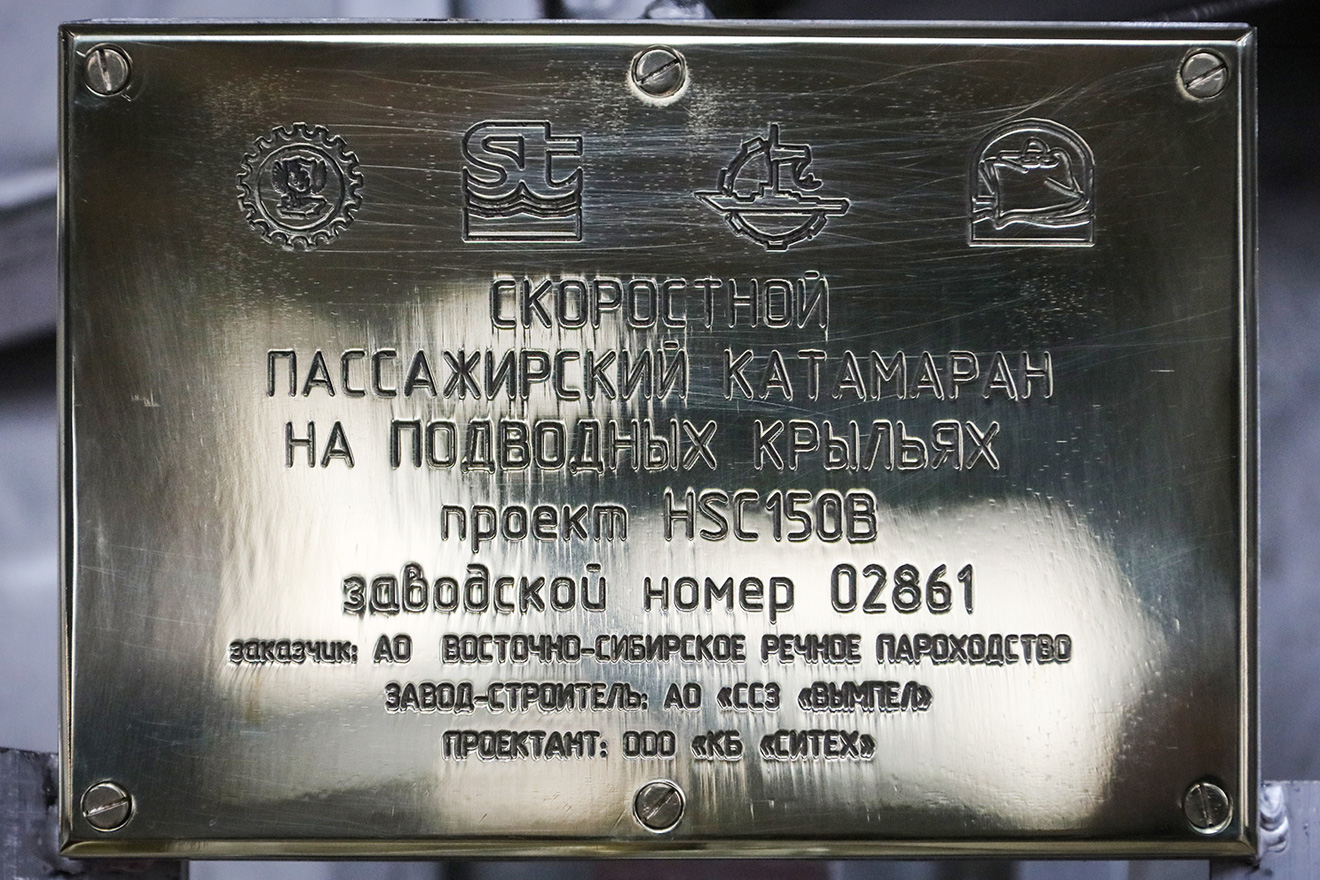 st
СКОРОСТНОЙ
ПАССАЖИРСКИЙ КАТАМАРАН
НА ПОДВОДНЫХ КРЫЛЬЯХ
проект HSC150B
заводской номер 02861
заказчик: АО ВОСТОЧНО-СИБИРСКОЕ РЕЧНОЕ ПАРОХОДСТВО
ЗАВОД-СТРОИТЕЛЬ: АО «ССЗ «ВЫМПЕЛ»
ПРОЕКТАНТ: ООО «КБ «СИТЕХ»